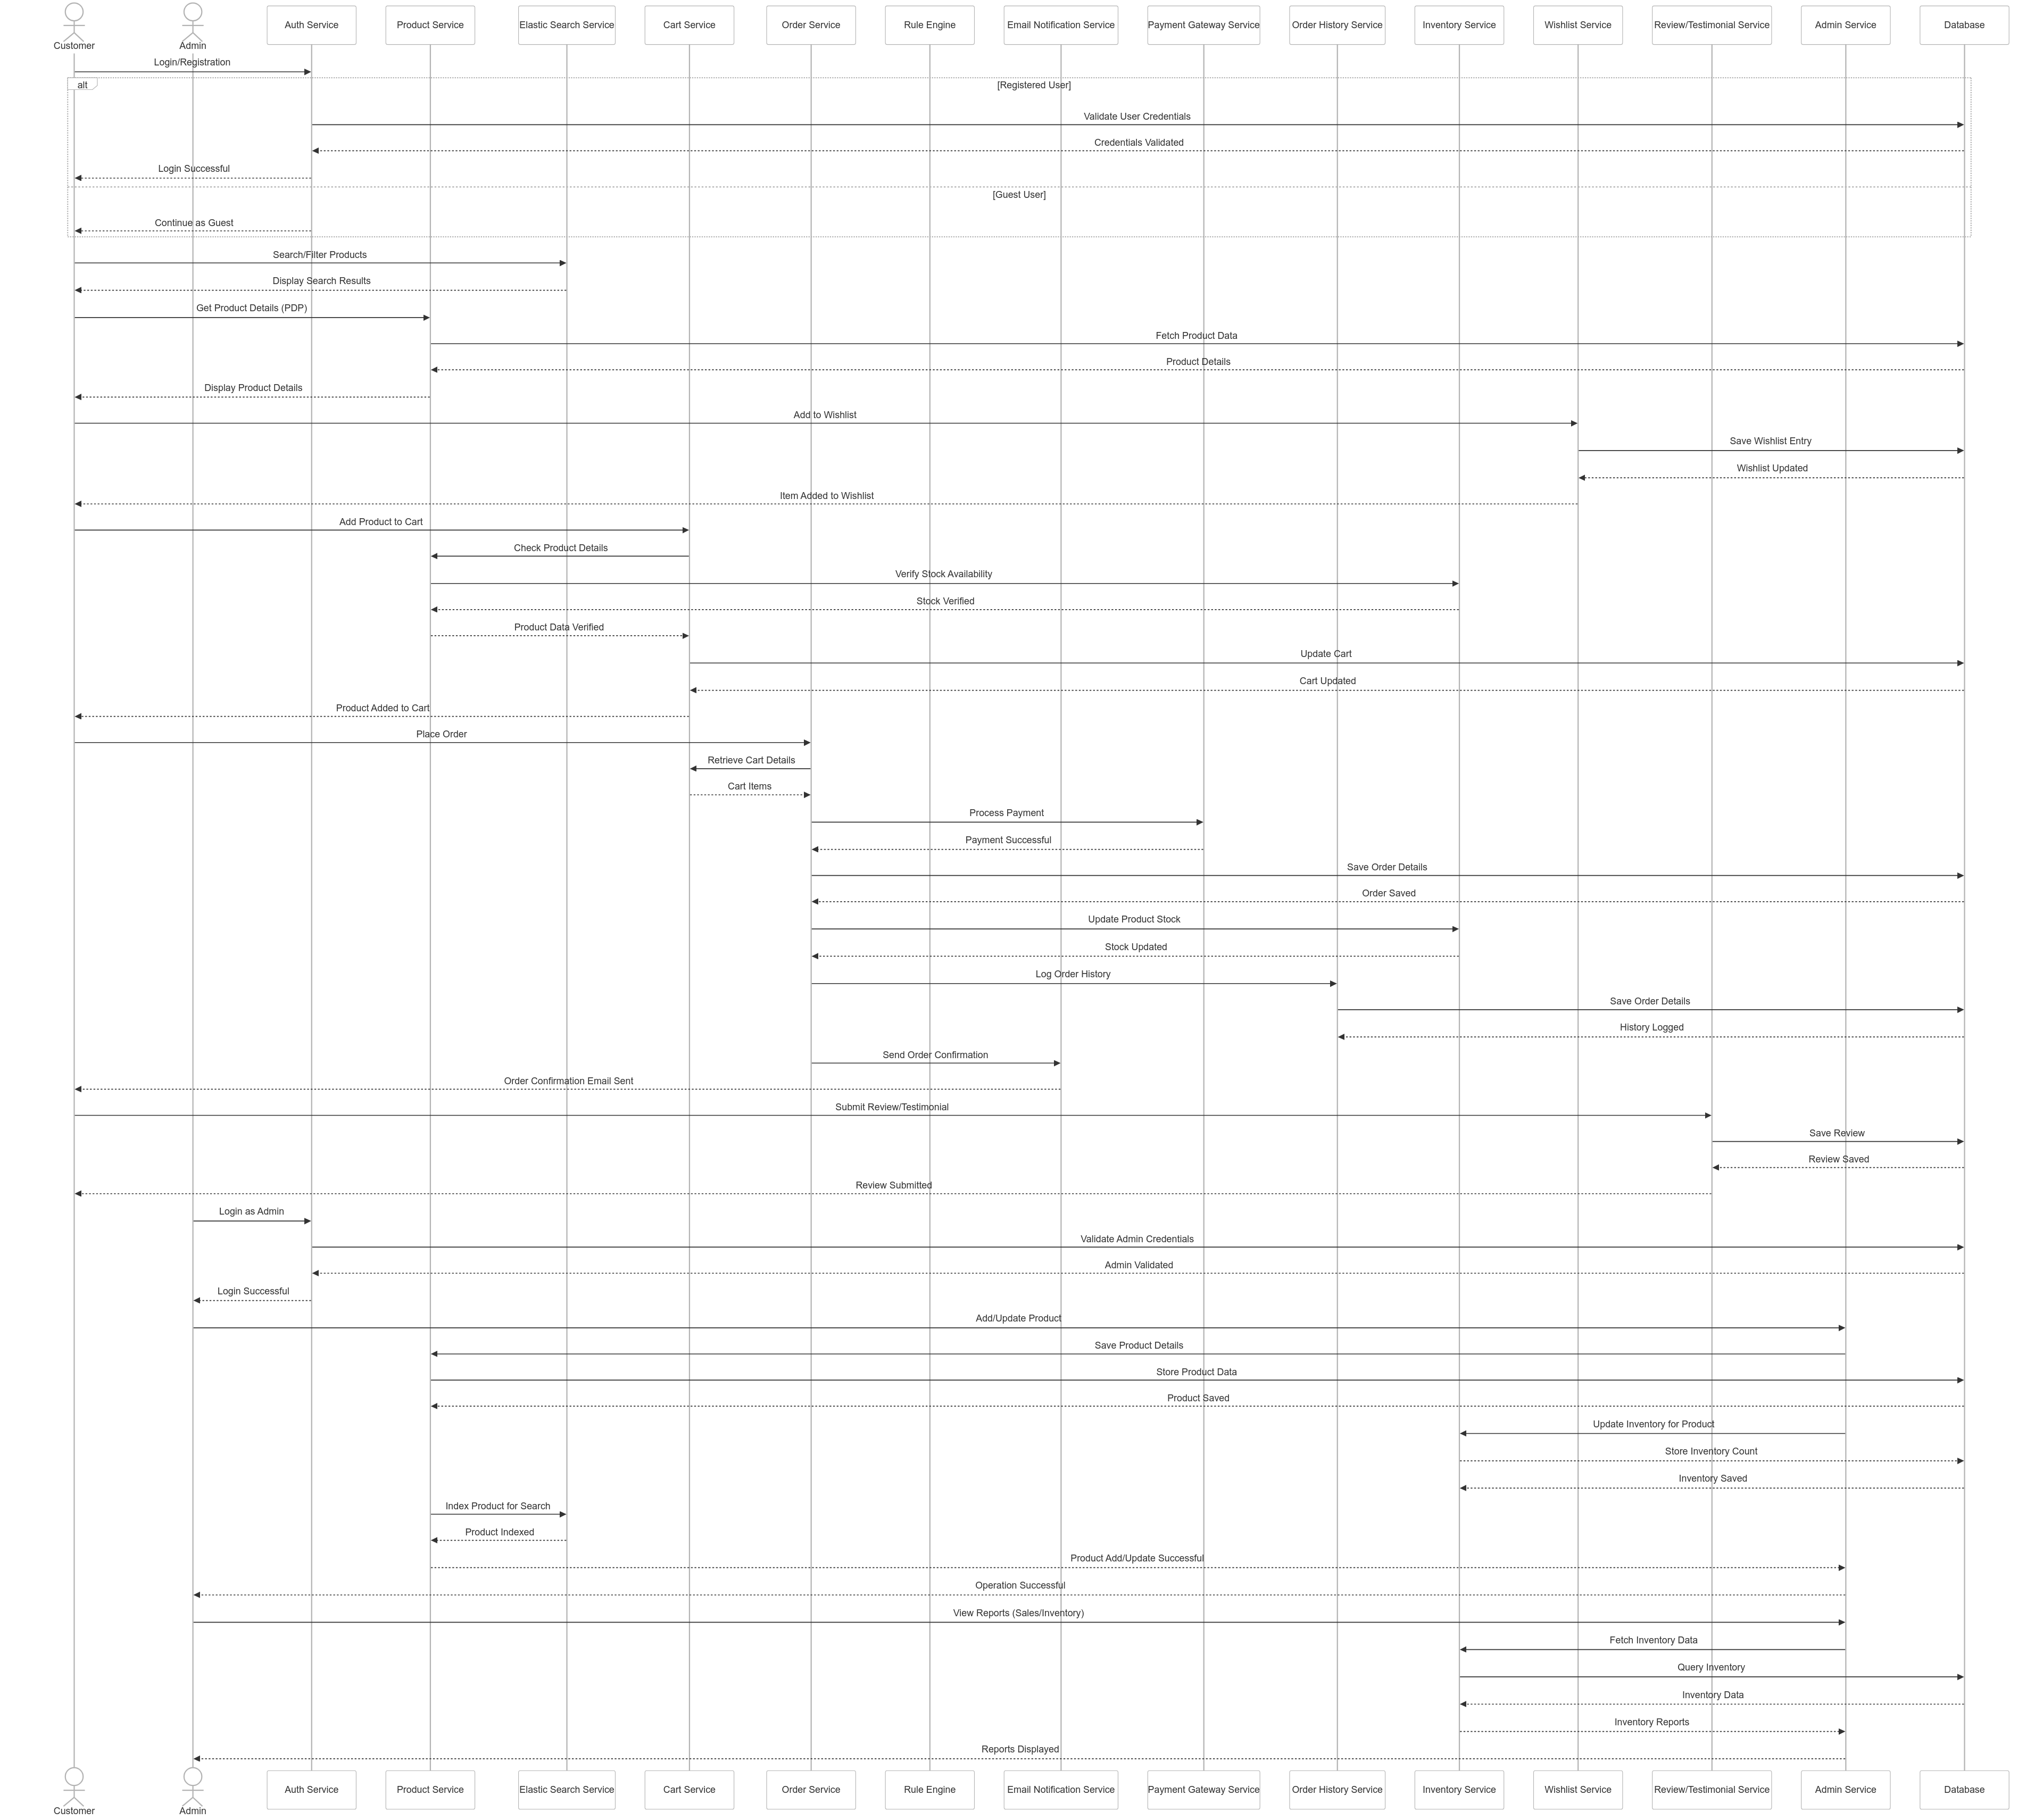 Customer
Admin
Auth Service
Product Service
Elastic Search Service
Cart Service
Order Service
Rule Engine
Email Notification Service
Payment Gateway Service
Order History Service
Inventory Service
Wishlist Service
Review/Testimonial Service
Admin Service
Database
Login/Registration
alt
[Registered User]
Validate User Credentials
Credentials Validated
Login Successful
[Guest User]
Continue as Guest
Search/Filter Products
Display Search Results
Get Product Details (PDP)
Fetch Product Data
Product Details
Display Product Details
Add to Wishlist
Save Wishlist Entry
Wishlist Updated
Item Added to Wishlist
Add Product to Cart
Check Product Details
Verify Stock Availability
Stock Verified
Product Data Verified
Update Cart
Cart Updated
Product Added to Cart
Place Order
Retrieve Cart Details
Cart Items
Process Payment
Payment Successful
Save Order Details
Order Saved
Update Product Stock
Stock Updated
Log Order History
Save Order Details
History Logged
Send Order Confirmation
Order Confirmation Email Sent
Submit Review/Testimonial
Save Review
Review Saved
Review Submitted
Login as Admin
Validate Admin Credentials
Admin Validated
Login Successful
Add/Update Product
Save Product Details
Store Product Data
Product Saved
Update Inventory for Product
Store Inventory Count
Inventory Saved
Index Product for Search
Product Indexed
Product Add/Update Successful
Operation Successful
View Reports (Sales/Inventory)
Fetch Inventory Data
Query Inventory
Inventory Data
Inventory Reports
Reports Displayed
Customer
Admin
Auth Service
Product Service
Elastic Search Service
Cart Service
Order Service
Rule Engine
Email Notification Service
Payment Gateway Service
Order History Service
Inventory Service
Wishlist Service
Review/Testimonial Service
Admin Service
Database